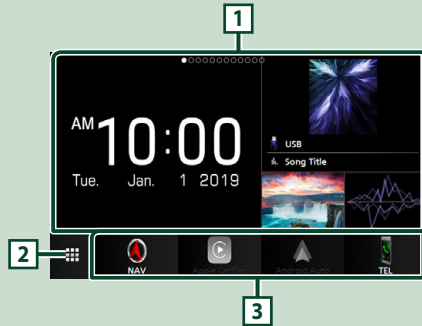 1
AM 10:00
Tue. Jan. 1 2019
USB
Song Title
2
NAV
Apple CarPlay
Android Auto
TEL
3